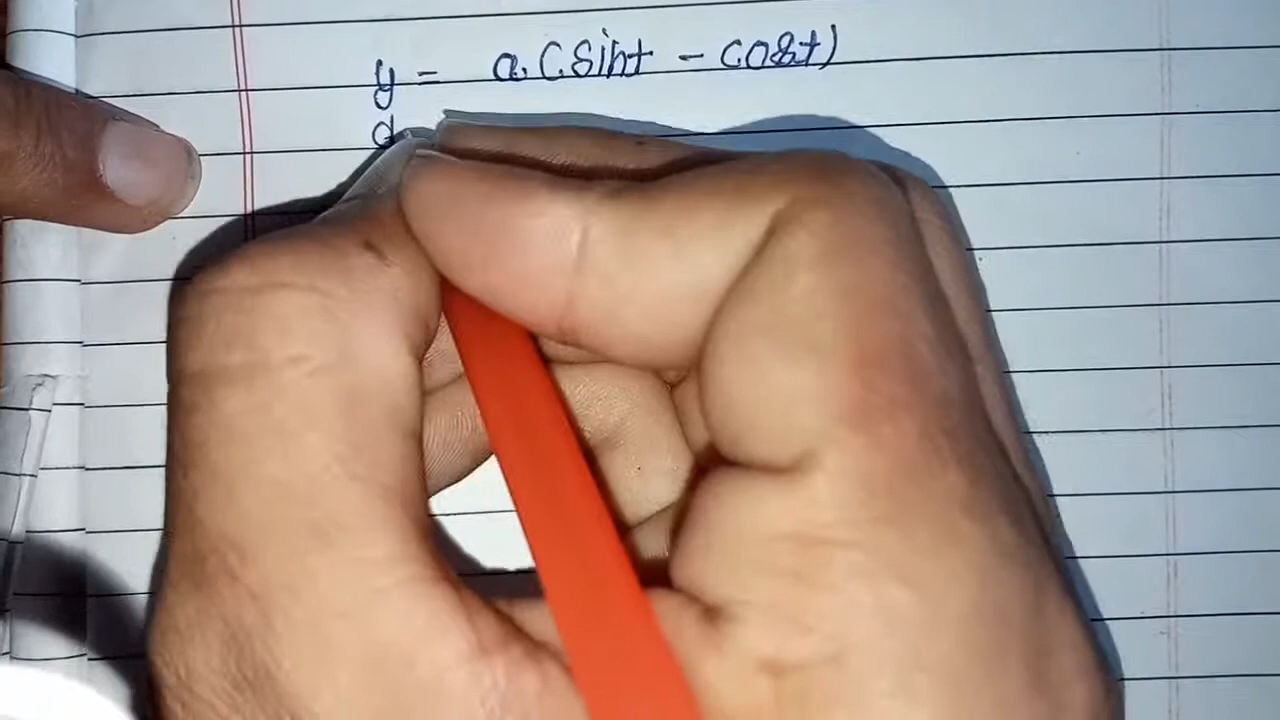 y = a(sint - cost)
d